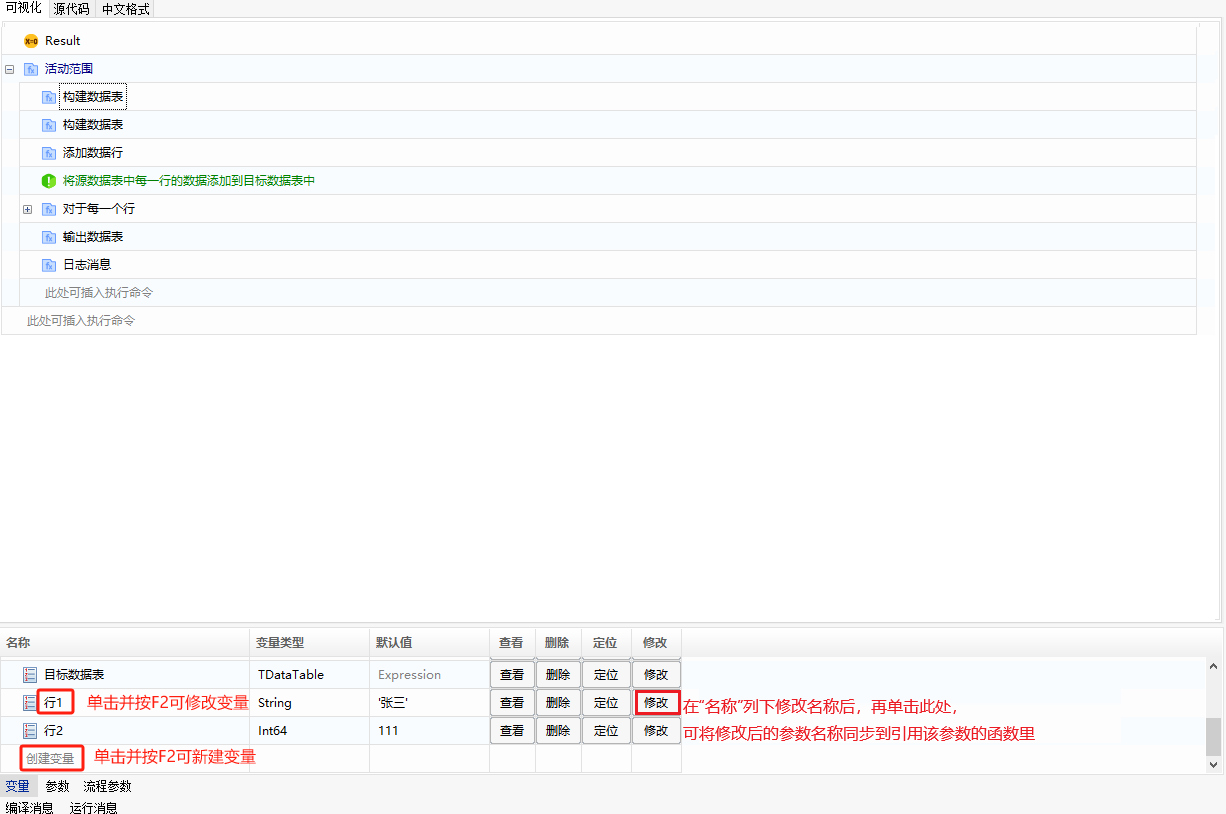 可视化 源代码 中文格式
X=0 Result
活动范围
构建数据表
构建数据表
添加数据行
将源数据表中每一行的数据添加到目标数据表中
对于每一个行
输出数据表
日志消息
此处可插入执行命令
此处可插入执行命令
名称 变量类型 默认值 查看 删除 定位 修改
目标数据表 TDataTable Expression 查看 删除 定位 修改
行1 单击并按F2可修改变量 String '张三' 查看 删除 定位 修改 在“名称”列下修改名称后，再单击此处，
行2 Int64 111 查看 删除 定位 修改 可将修改后的参数名称同步到引用该参数的函数里
创建变量 单击并按F2可新建变量
变量 参数 流程参数
编译消息 运行消息